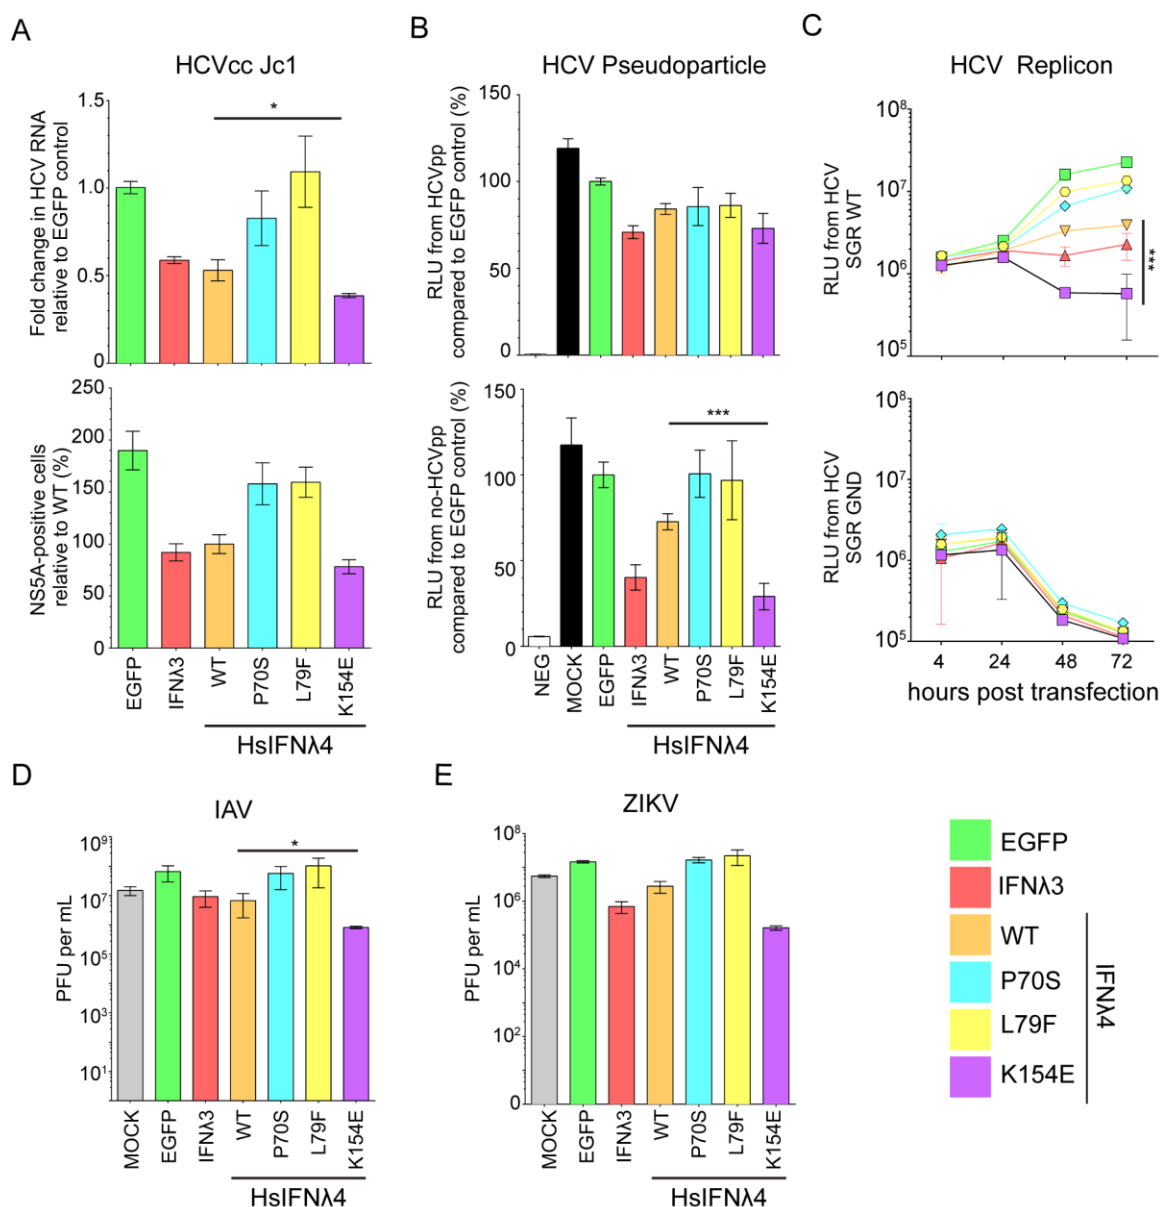 A
HCVcc Jc1
Fold change in HCV RNA
relative to EGFP control
1.5
1.0
0.5
0
*
NS5A-positive cells
relative to WT (%)
250
200
150
100
50
0
EGFP
IFNλ3
WT
P70S
L79F
K154E
HsIFNλ4
B
HCV Pseudoparticle
RLU from HCVpp
compared to EGFP control (%)
150
100
50
0
RLU from no-HCVpp
compared to EGFP control (%)
150
100
50
0
***
NEG
MOCK
EGFP
IFNλ3
WT
P70S
L79F
K154E
HsIFNλ4
C
HCV Replicon
RLU from HCV
SGR WT
10⁸
10⁷
10⁶
10⁵
***
RLU from HCV
SGR GND
10⁸
10⁷
10⁶
10⁵
4 24 48 72
hours post transfection
D
IAV
PFU per mL
10⁹
10⁷
10⁵
10³
10¹
*
MOCK
EGFP
IFNλ3
WT
P70S
L79F
K154E
HsIFNλ4
E
ZIKV
PFU per mL
10⁸
10⁶
10⁴
10²
0
MOCK
EGFP
IFNλ3
WT
P70S
L79F
K154E
HsIFNλ4
EGFP
IFNλ3
WT
P70S
L79F
K154E
IFNλ4